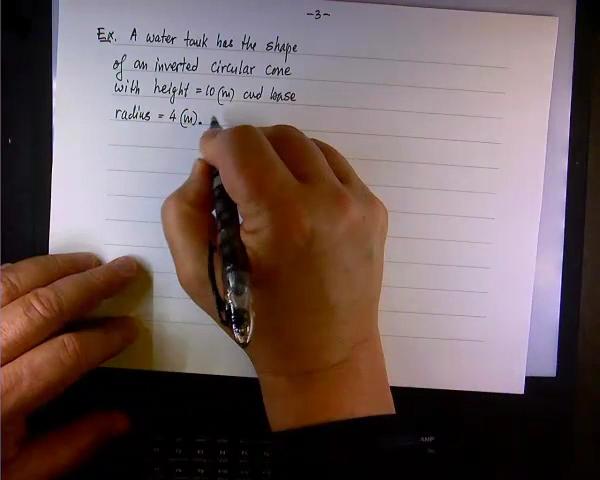 -3-
Ex. A water tank has the shape
of an inverted circular cone
with height = 10 (m) and base
radius = 4 (m).
AMP